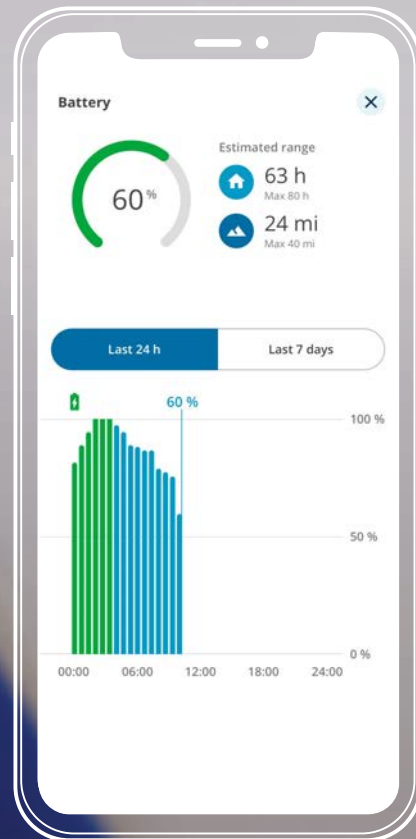 Battery
60 %
Estimated range
63 h
Max 80 h
24 mi
Max 40 mi
Last 24 h
Last 7 days
60 %
100 %
50 %
0 %
00:00 06:00 12:00 18:00 24:00